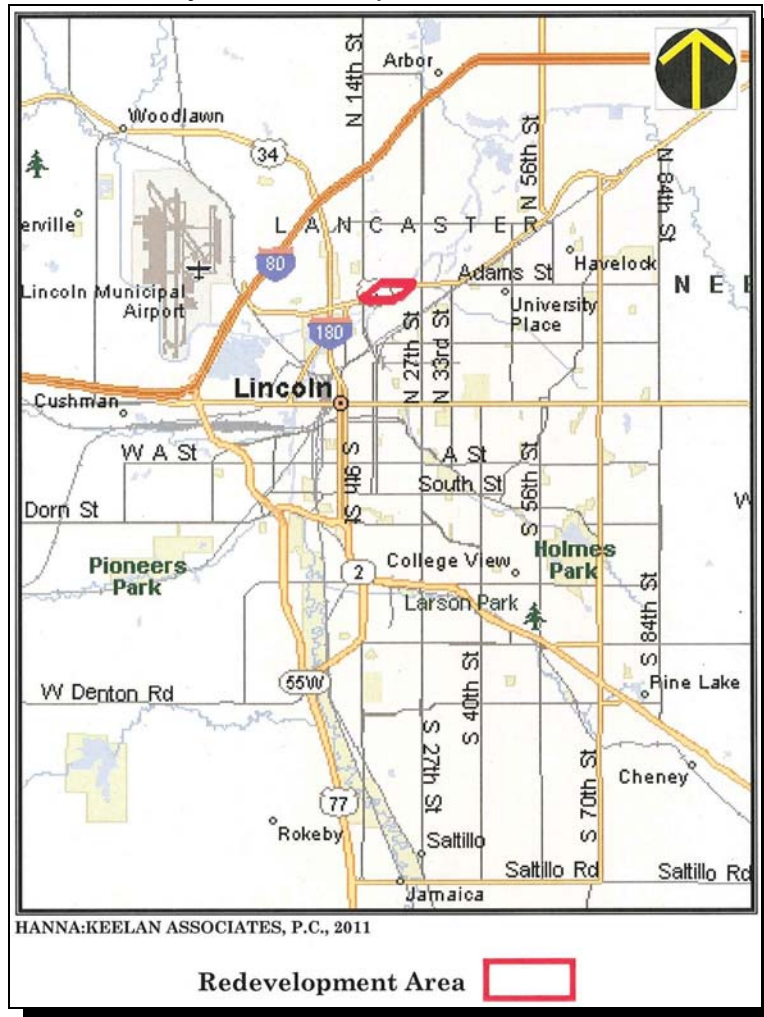 Arbor
N 14th St
Woodlawn
34
N 56th St
N 84th St
erville
LANCASTER
80
Havelock
Adams St
NE
Lincoln Municipal
Airport
University
Place
180
N 27th St
N 33rd St
Lincoln
Cushman
W A St
A St
S 9th St
South St
S 56th St
Dorn St
W
Pioneers
Park
College View
Holmes
Park
2
Larson Park
S 84th St
55W
W Denton Rd
S 40th St
Pine Lake
S 27th St
S 70th St
Cheney
77
Rokeby
Saltillo
Saltillo Rd
Saltillo Rd
Jamaica
HANNA:KEELAN ASSOCIATES, P.C., 2011
Redevelopment Area